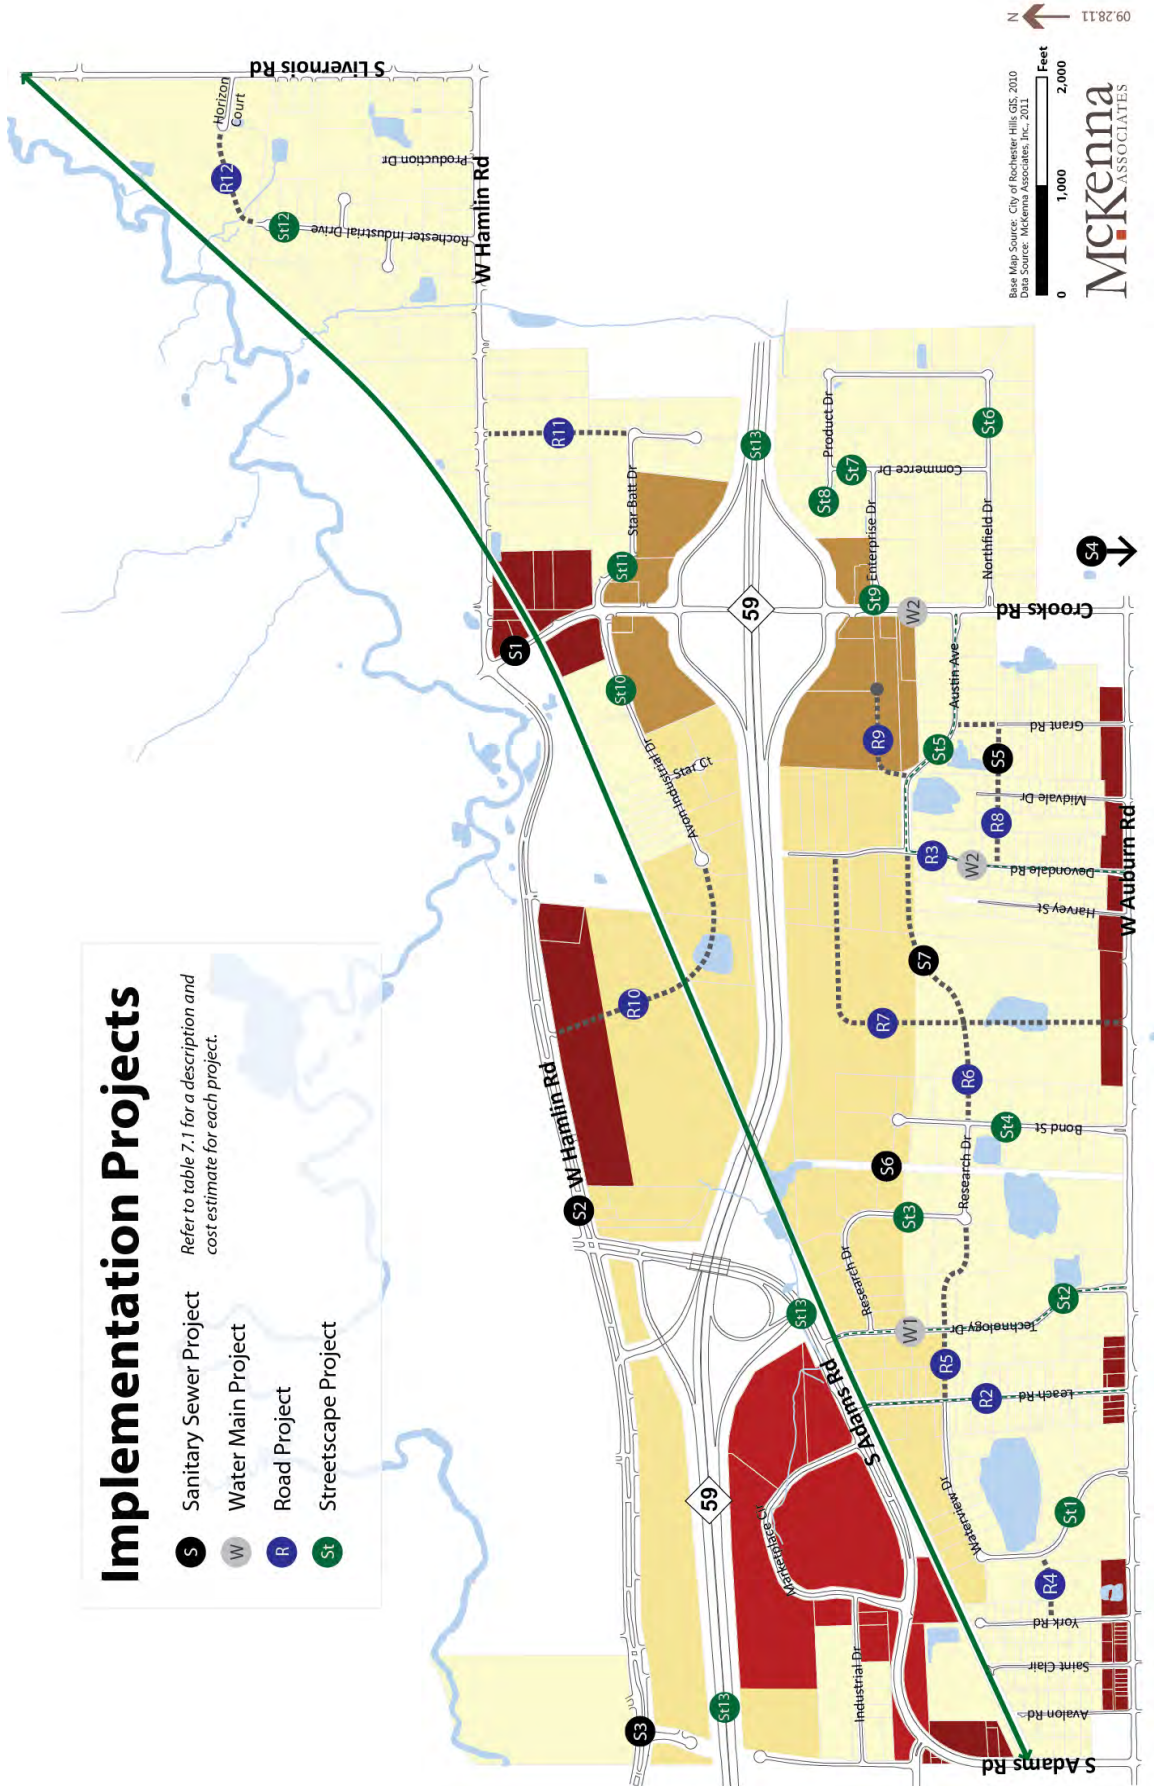 Implementation Projects
Refer to table 7.1 for a description and
cost estimate for each project.
S Sanitary Sewer Project
W Water Main Project
R Road Project
St Streetscape Project
N
09.28.11
Base Map Source: City of Rochester Hills GIS, 2010
Data Source: McKenna Associates, Inc., 2011
Feet
0 1,000 2,000
McKenna
ASSOCIATES
S Livernois Rd
Horizon
Court
R12
St12
Production Dr
Rochester Industrial Drive
W Hamlin Rd
R11
Star Batt Dr
St11
S1
St10
Avon Industrial Dr
Star Ct
R10
W Hamlin Rd
S2
S3
St13
59
St13
59
St13
Product Dr
St8
St7
St6
Commerce Dr
Enterprise Dr
Northfield Dr
St9
W2
Crooks Rd
S4
Austin Ave
R9
St5
S5
Grant Rd
Midvale Dr
R8
R3
W2
Devondale Rd
Harvey St
W Auburn Rd
S7
R7
R6
St4
Bond St
S6
Research Dr
St3
Research Dr
St2
W1
Technology Dr
R5
R2
Leach Rd
S Adams Rd
Marketplace Cir
Waterview Dr
St1
R4
York Rd
Saint Clair
Avalon Rd
Industrial Dr
S Adams Rd